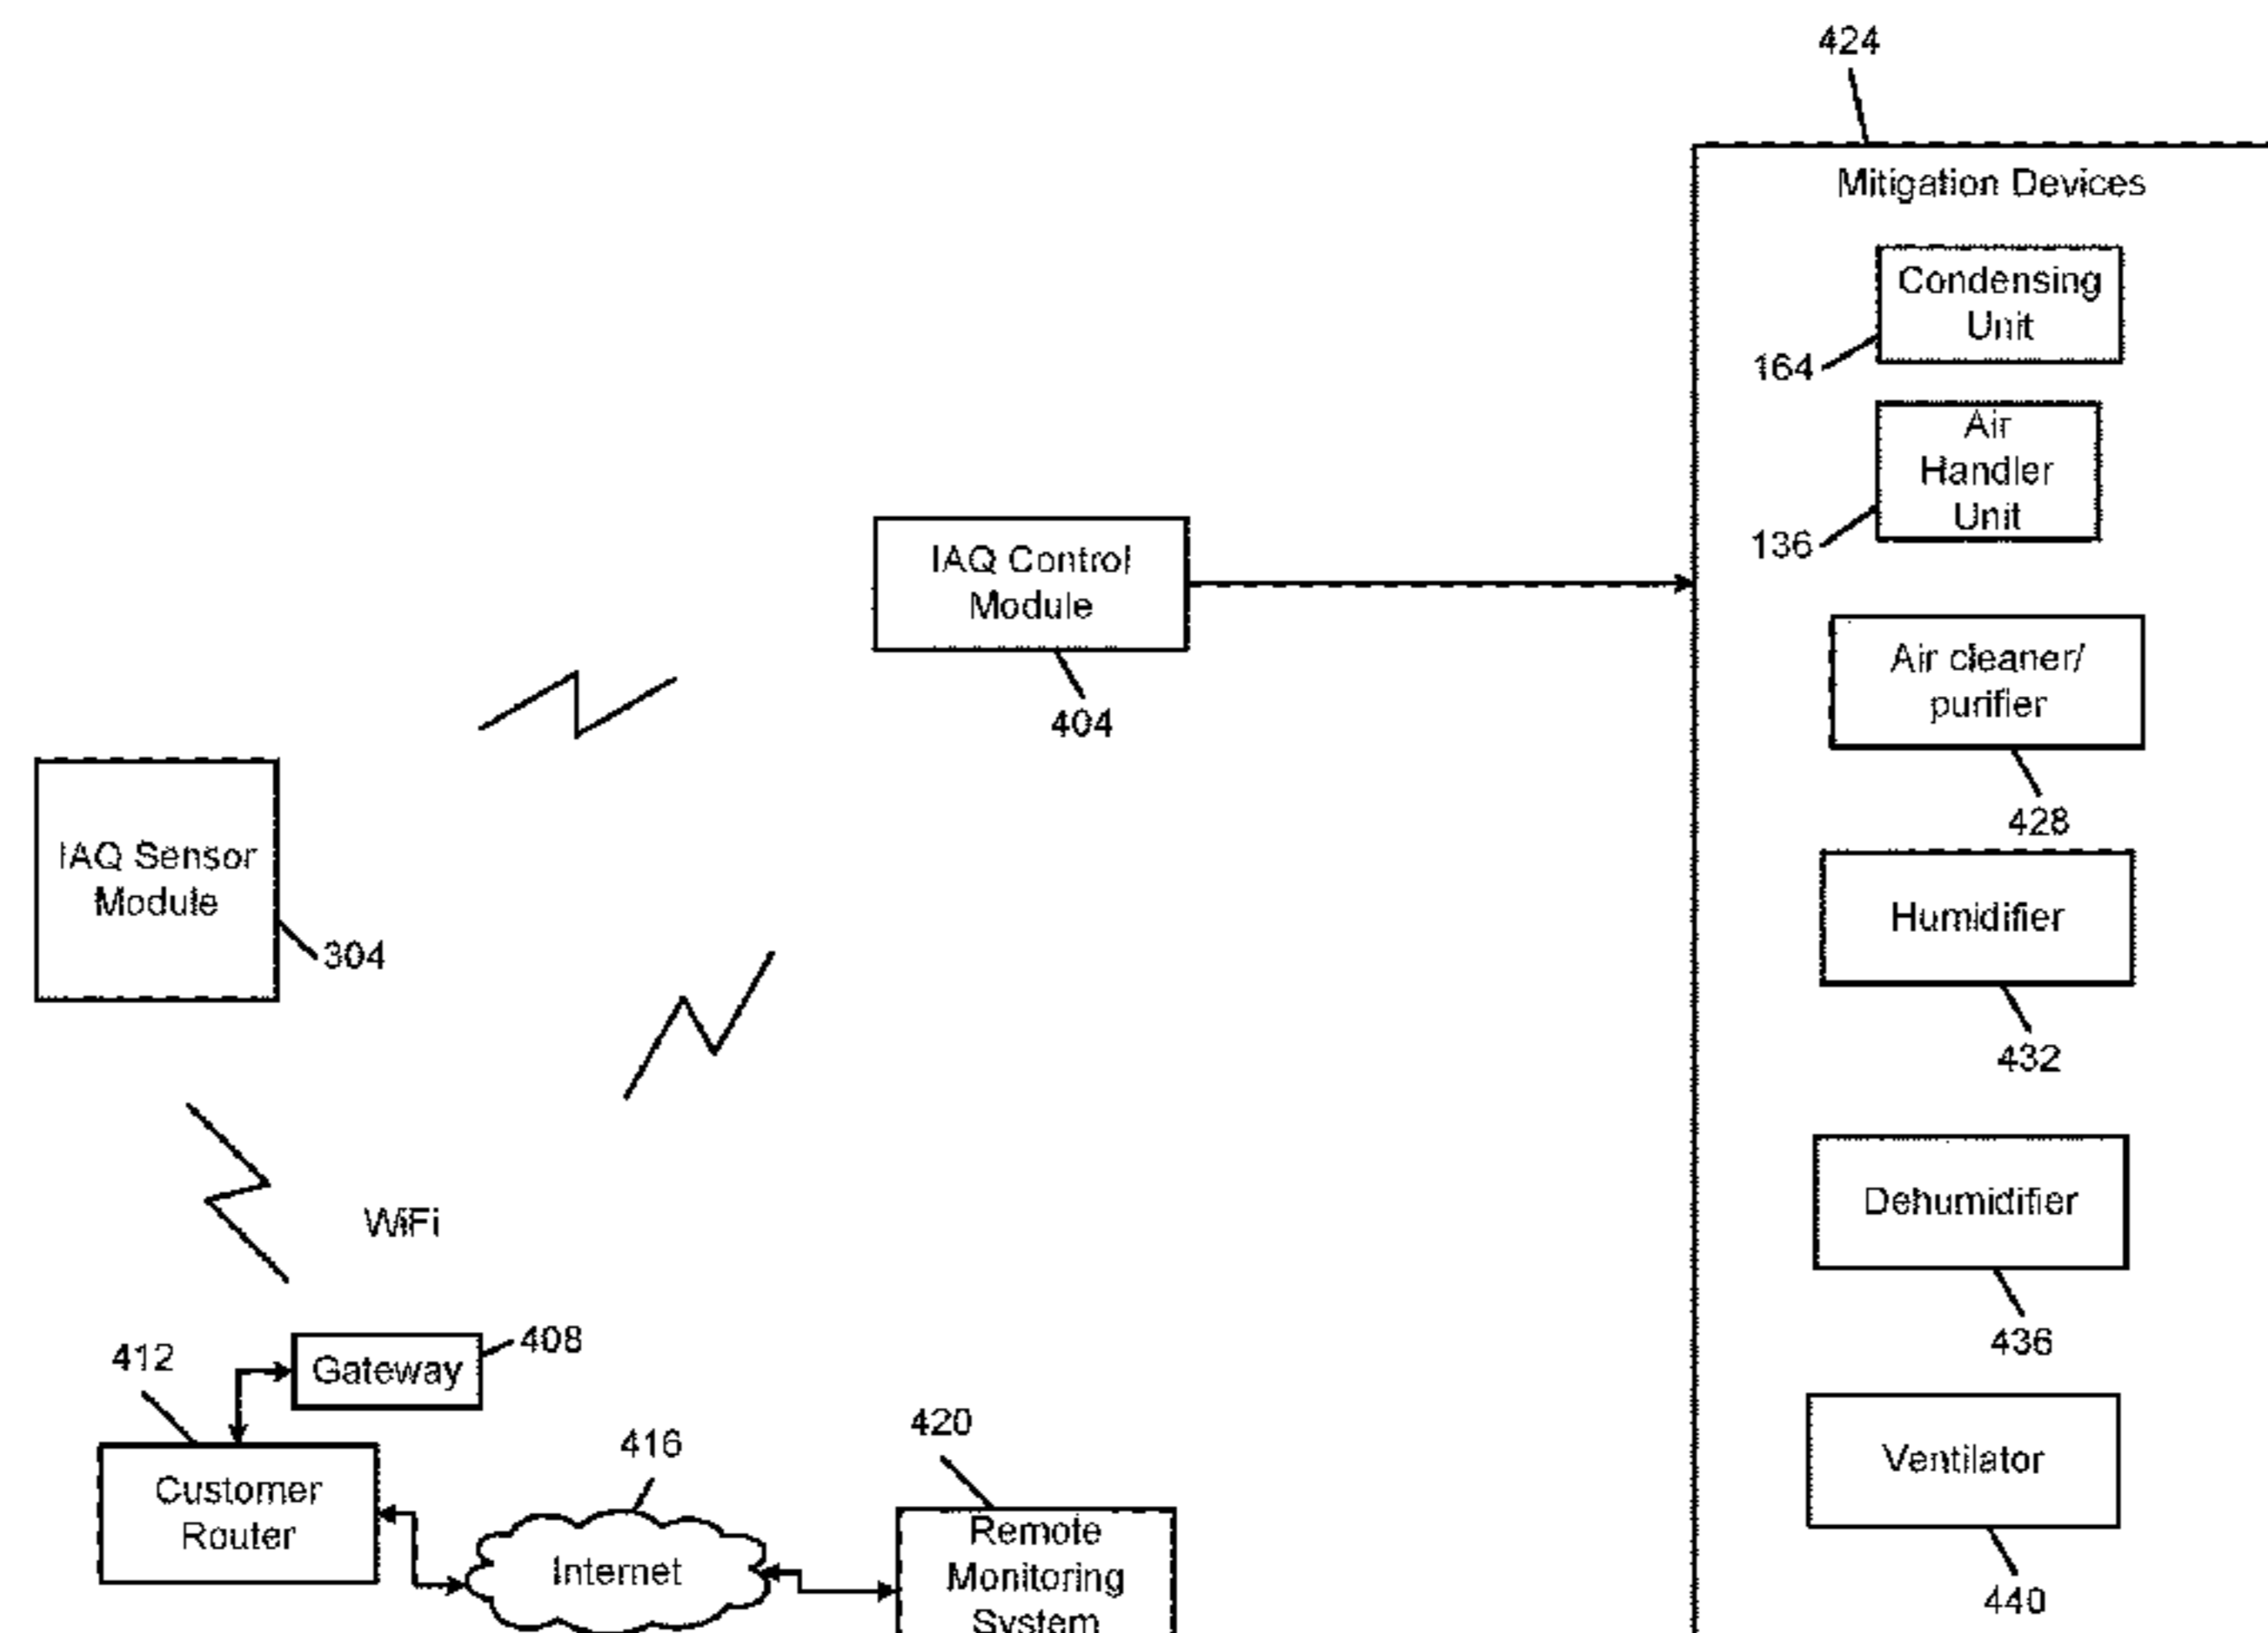 424
Mitigation Devices
Condensing
Unit
164
Air
Handler
Unit
136
IAQ Control
Module
404
Air cleaner/
purifier
428
IAQ Sensor
Module
304
Humidifier
432
Dehumidifier
436
WiFi
408
Gateway
412
Customer
Router
416
Internet
420
Remote
Monitoring
System
Ventilator
440